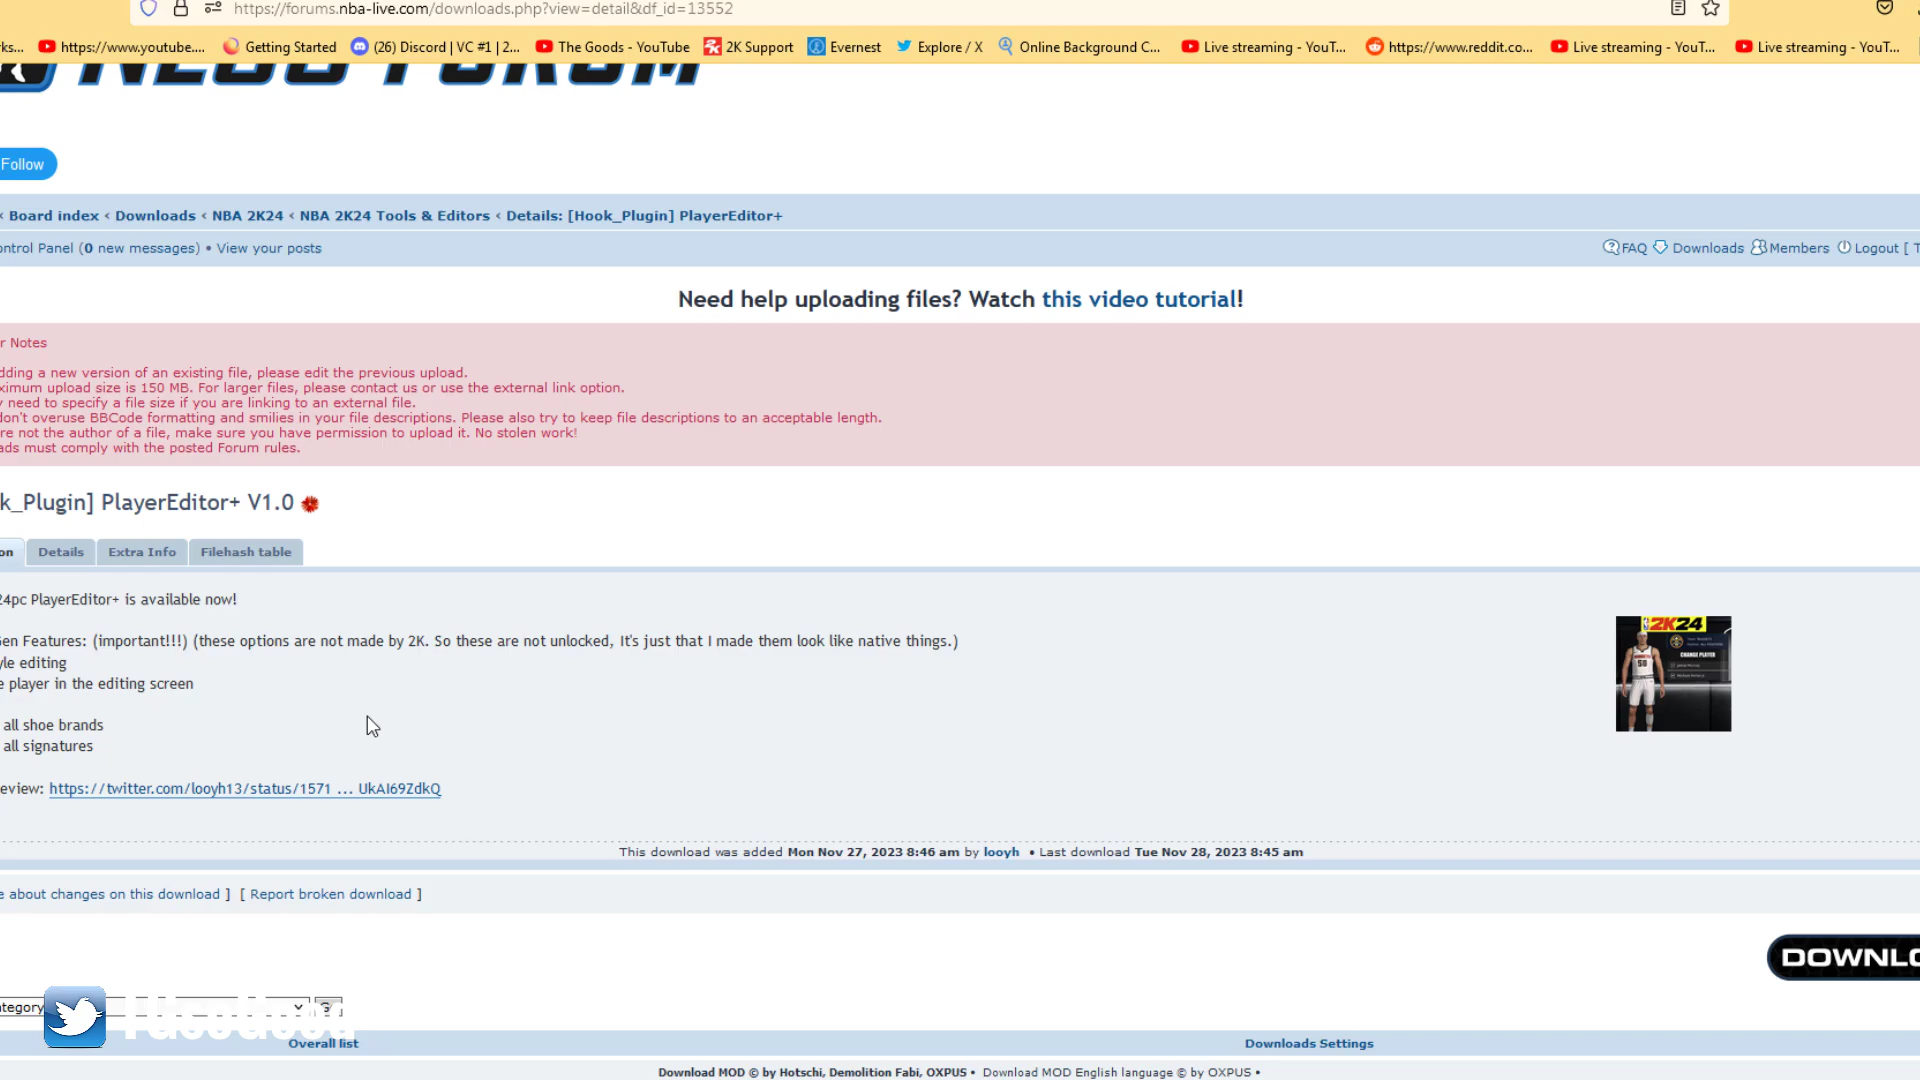 https://forums.nba-live.com/downloads.php?view=detail&df_id=13552
ks... https://www.youtube.... Getting Started (26) Discord | VC #1 | 2... The Goods - YouTube 2K Support Evernest Explore / X Online Background C... Live streaming - YouT... https://www.reddit.co... Live streaming - YouT... Live streaming - YouT...
NLSC FORUM
Follow
‹ Board index ‹ Downloads ‹ NBA 2K24 ‹ NBA 2K24 Tools & Editors ‹ Details: [Hook_Plugin] PlayerEditor+
ontrol Panel (0 new messages) • View your posts
FAQ Downloads Members Logout [ T
Need help uploading files? Watch this video tutorial!
r Notes
dding a new version of an existing file, please edit the previous upload.
ximum upload size is 150 MB. For larger files, please contact us or use the external link option.
y need to specify a file size if you are linking to an external file.
don't overuse BBCode formatting and smilies in your file descriptions. Please also try to keep file descriptions to an acceptable length.
re not the author of a file, make sure you have permission to upload it. No stolen work!
ads must comply with the posted Forum rules.
k_Plugin] PlayerEditor+ V1.0
on Details Extra Info Filehash table
24pc PlayerEditor+ is available now!
Gen Features: (important!!!) (these options are not made by 2K. So these are not unlocked, It's just that I made them look like native things.)
yle editing
e player in the editing screen
all shoe brands
all signatures
eview: https://twitter.com/looyh13/status/1571 ... UkAI69ZdkQ
2K24
CHANGE PLAYER
This download was added Mon Nov 27, 2023 8:46 am by looyh • Last download Tue Nov 28, 2023 8:45 am
e about changes on this download ] [ Report broken download ]
DOWNLO
ategory
Overall list
Downloads Settings
Download MOD © by Hotschi, Demolition Fabi, OXPUS • Download MOD English language © by OXPUS •